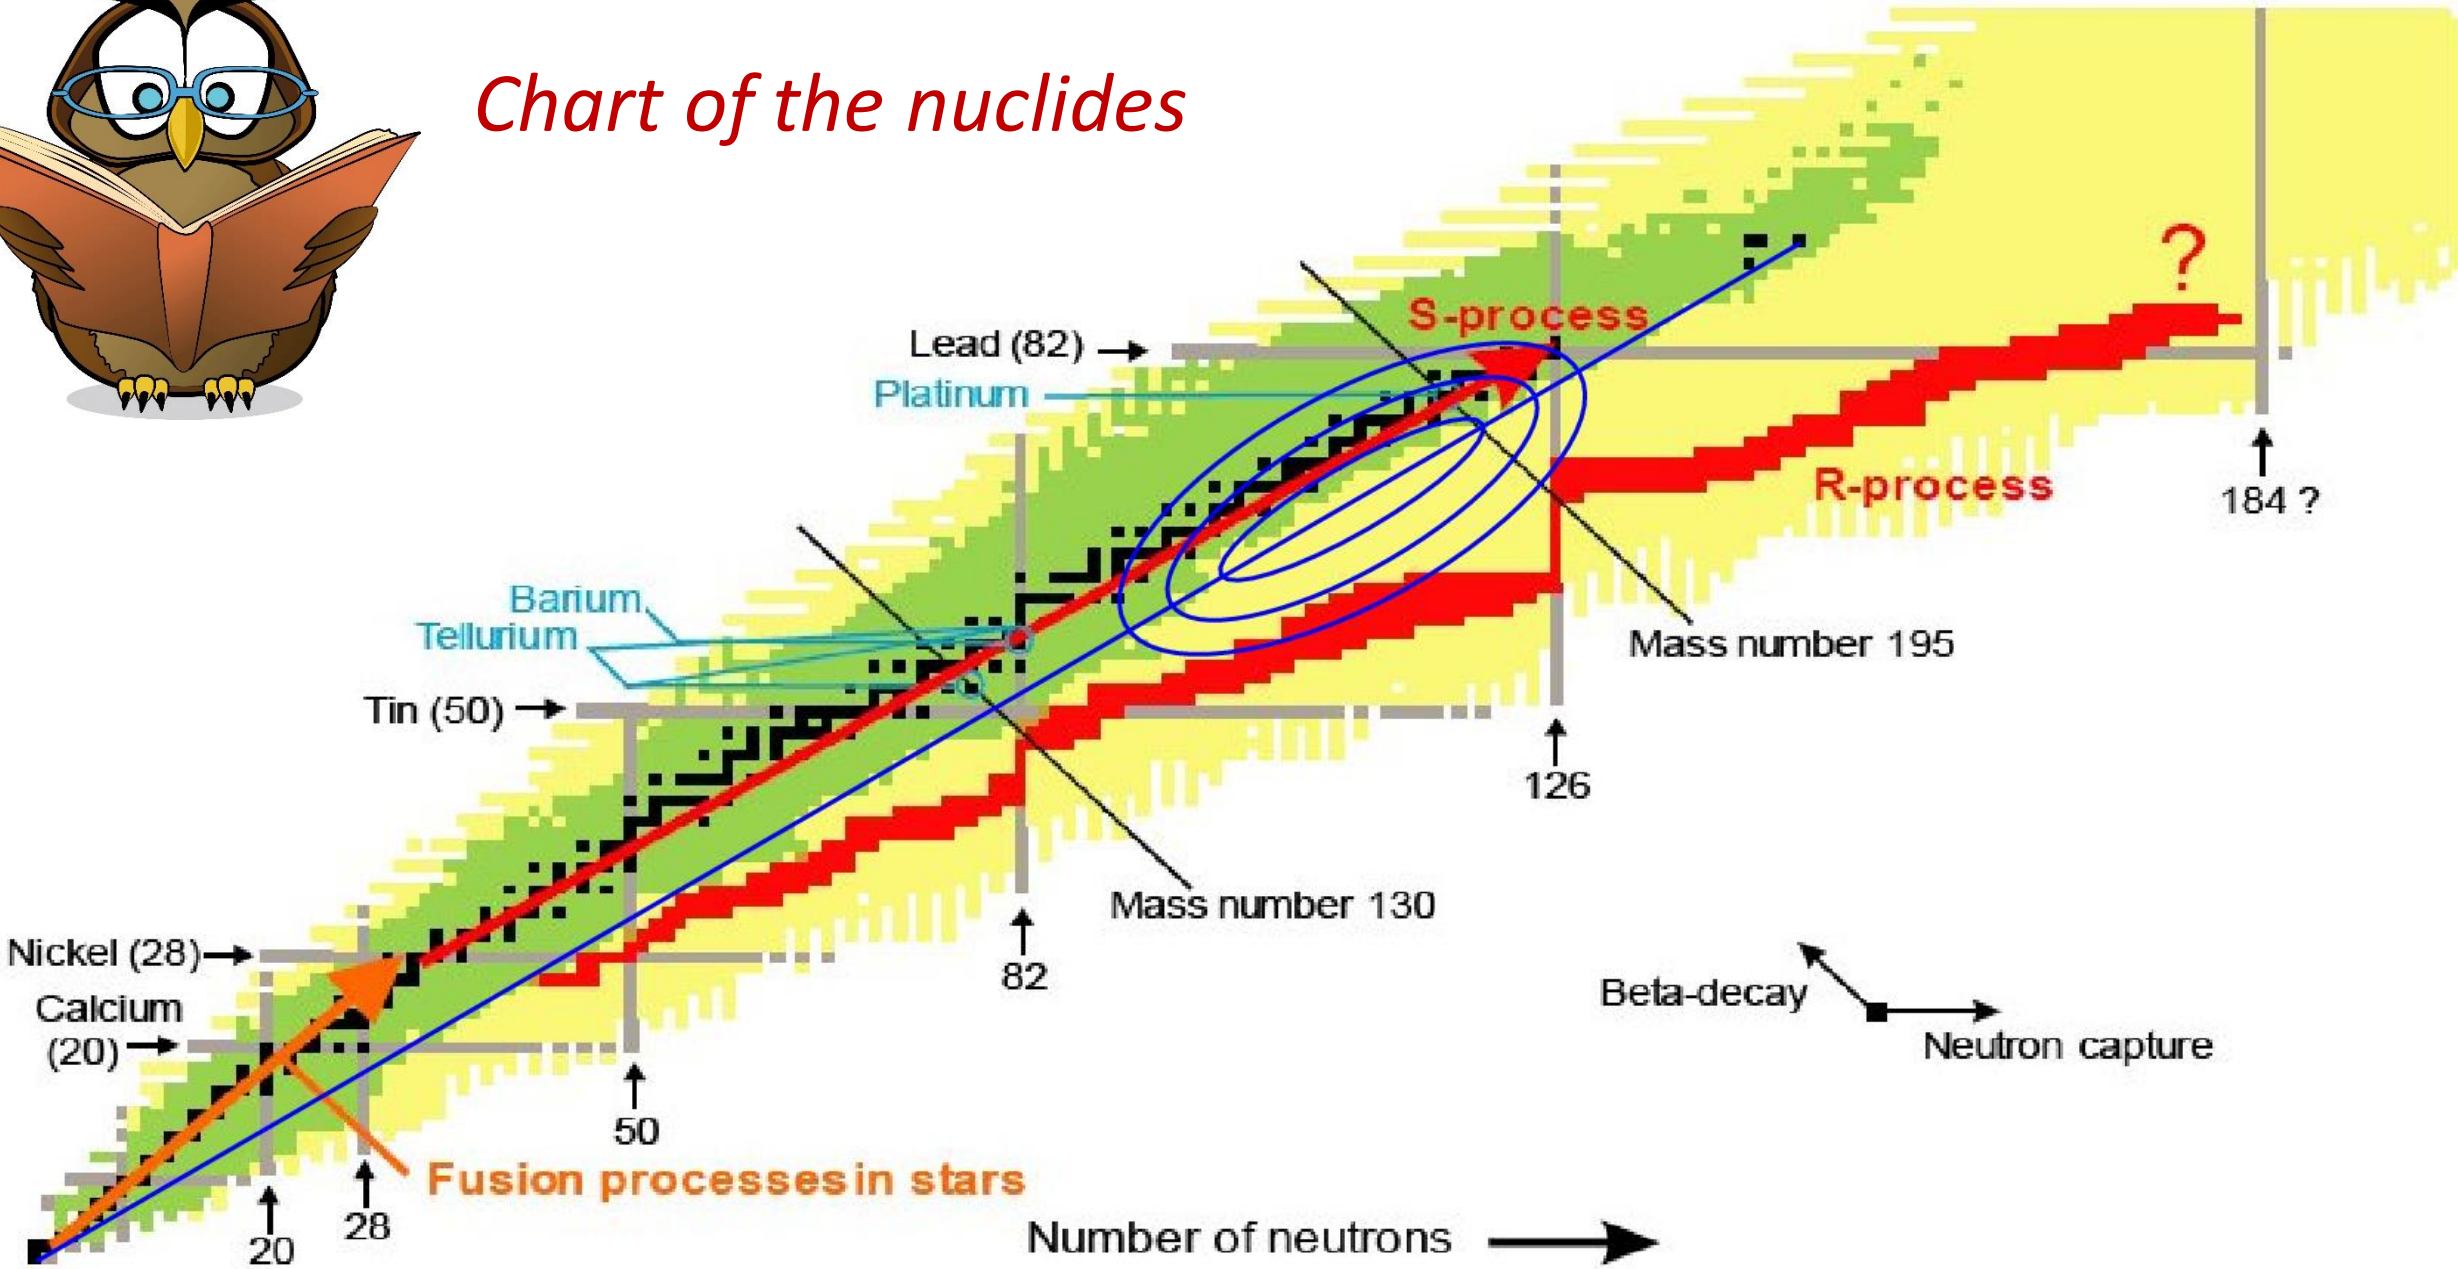 Chart of the nuclides
?
S-process
Lead (82)
Platinum
R-process
184 ?
Barium
Tellurium
Mass number 195
Tin (50)
126
Mass number 130
Nickel (28)
82
Beta-decay
Calcium
(20)
Neutron capture
50
Fusion processes in stars
28
20
Number of neutrons